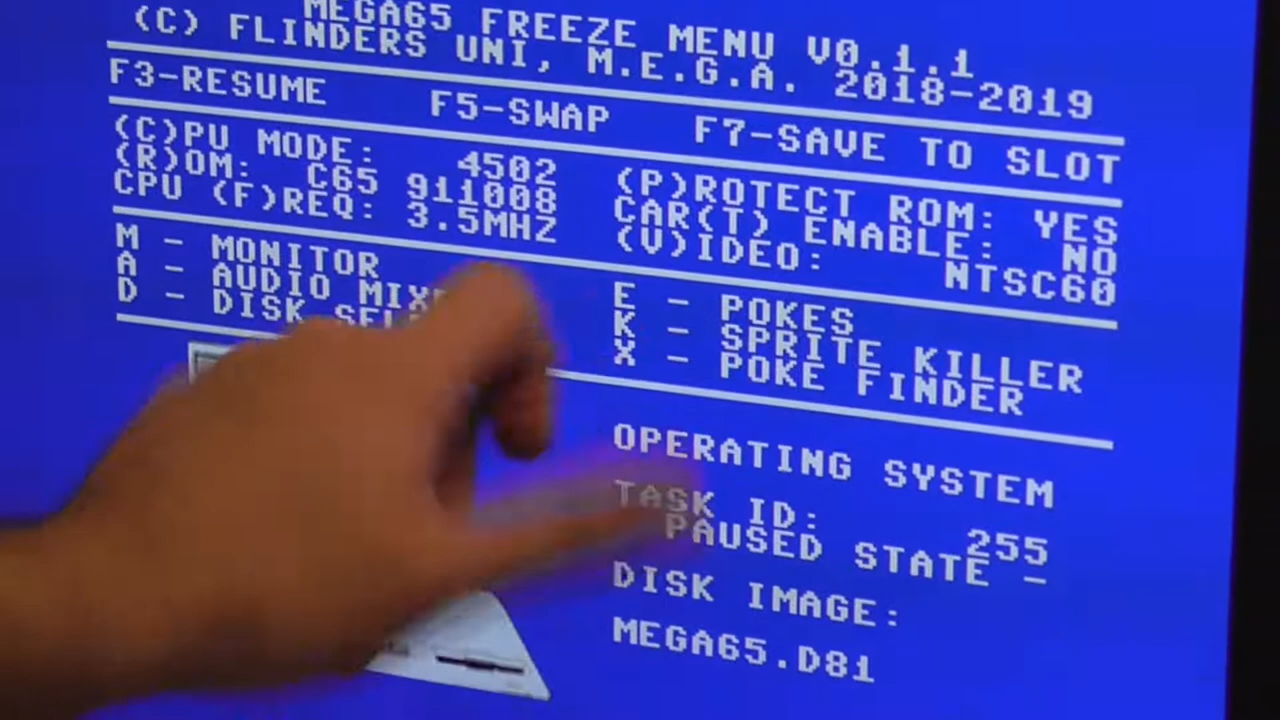 MEGA65 FREEZE MENU V0.1.1
(C) FLINDERS UNI, M.E.G.A. 2018-2019
F3-RESUME F5-SWAP F7-SAVE TO SLOT
(C)PU MODE: 4502 (P)ROTECT ROM: YES
(R)OM: C65 911008 CAR(T) ENABLE: NO
CPU (F)REQ: 3.5MHZ (V)IDEO: NTSC60
M - MONITOR E - POKES
A - AUDIO K - SPRITE KILLER
D - DISK X - POKE FINDER
OPERATING SYSTEM
TASK ID: 255
PAUSED STATE -
DISK IMAGE:
MEGA65.D81